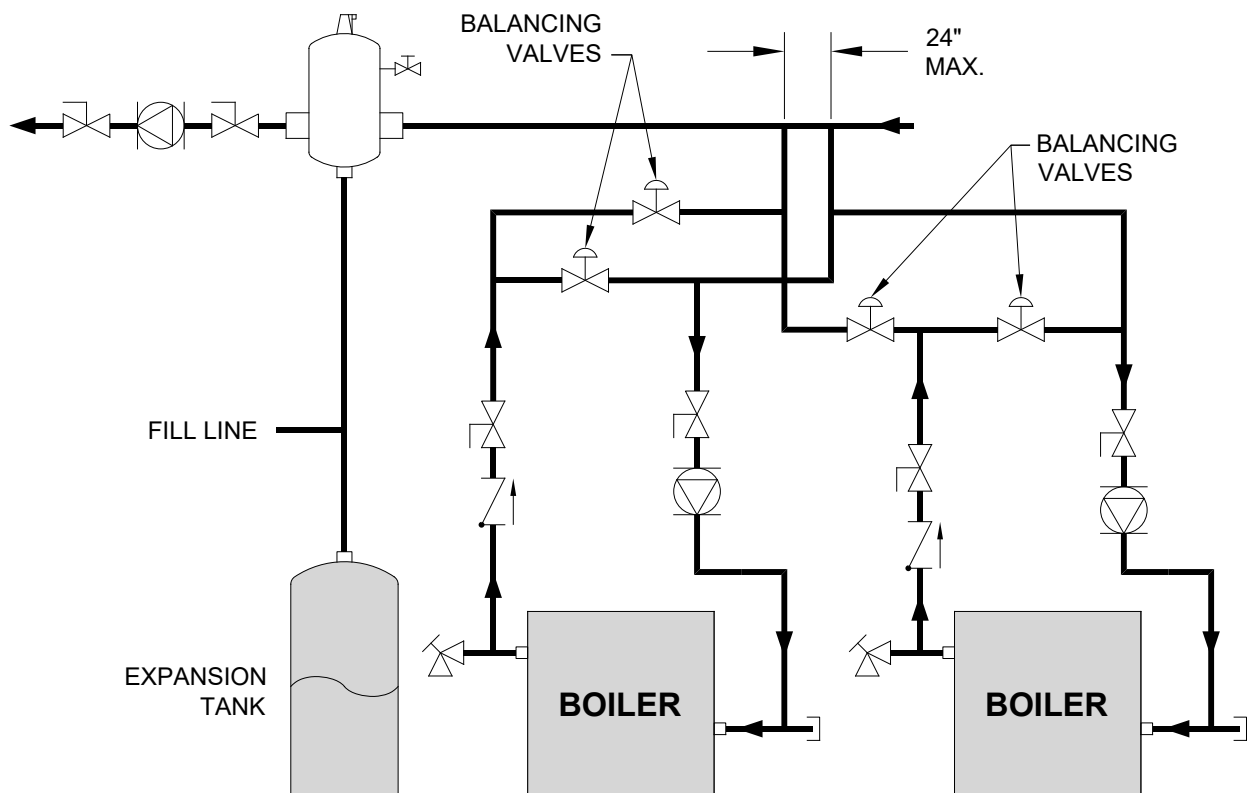 BALANCING
VALVES
24"
MAX.
BALANCING
VALVES
FILL LINE
EXPANSION
TANK
BOILER
BOILER